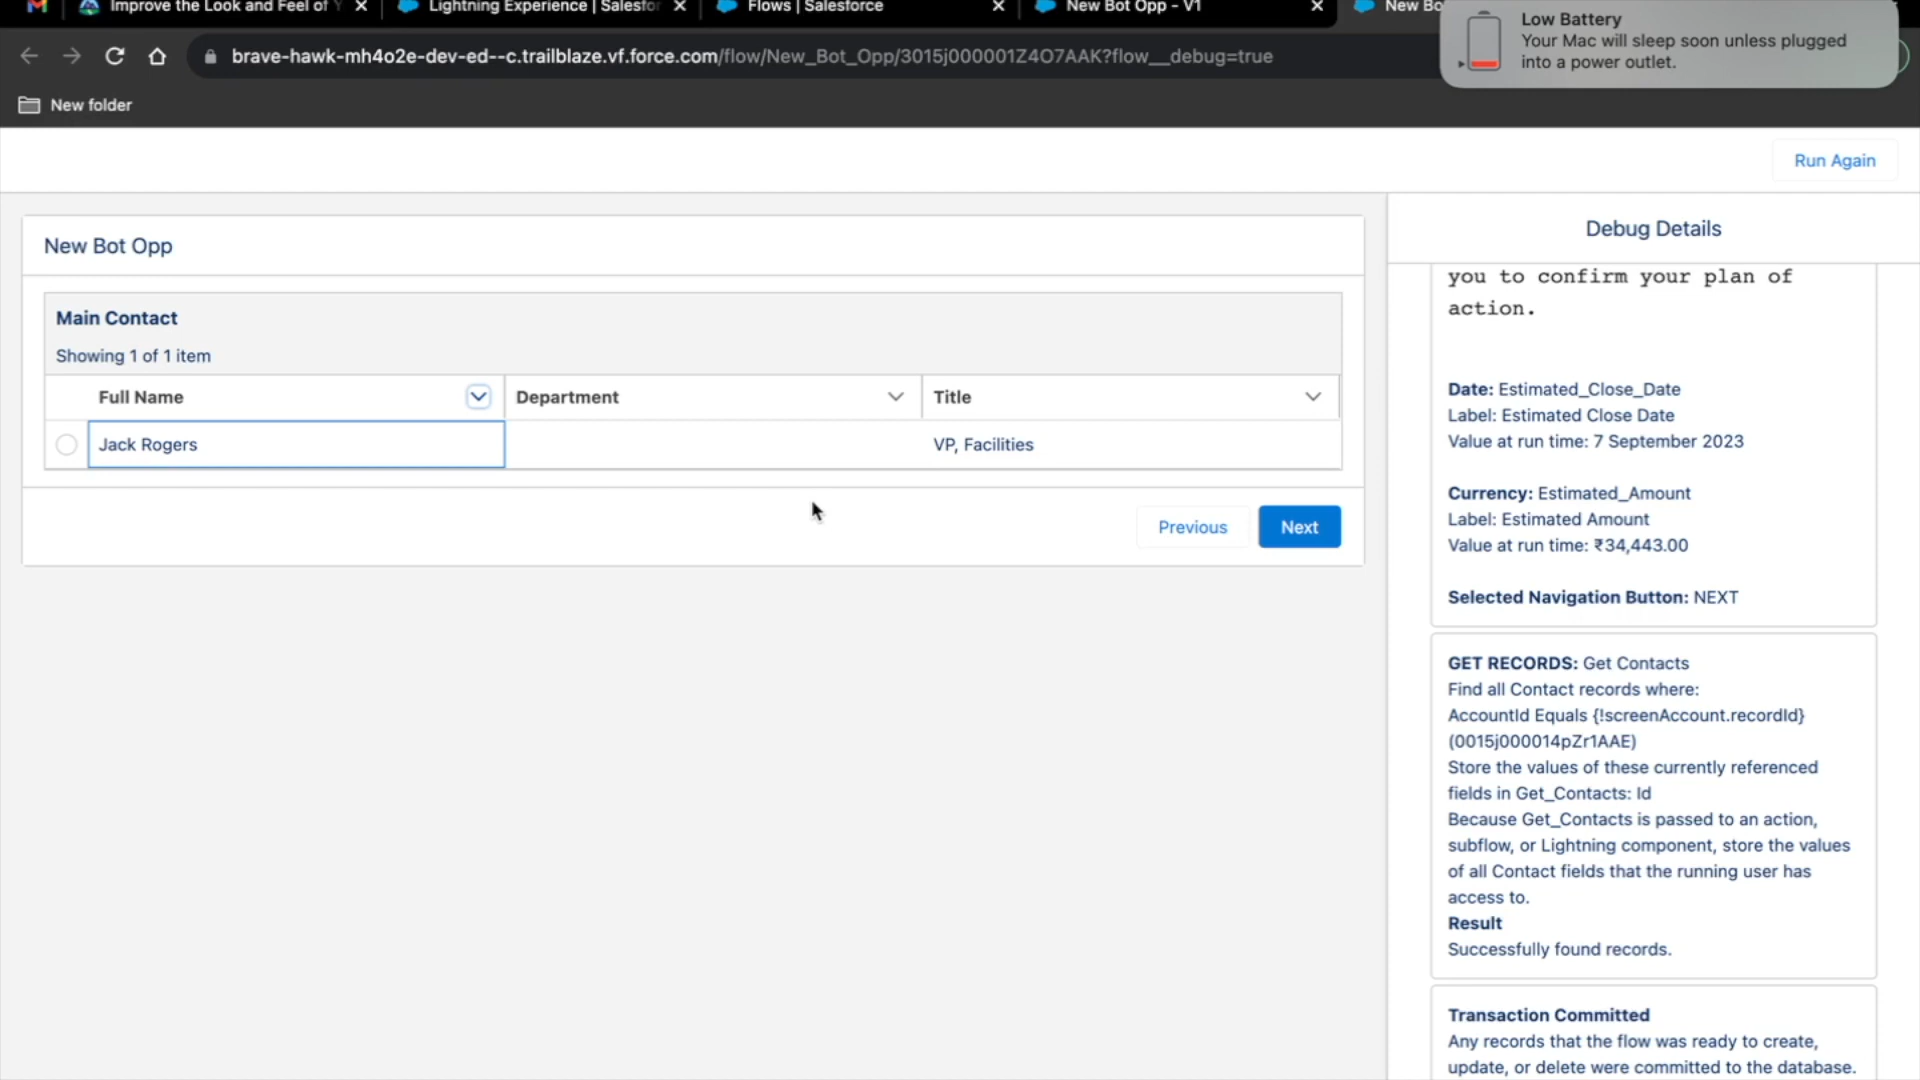 Improve the Look and Feel of
Lightning Experience | Salesfor
Flows | Salesforce
New Bot Opp - V1
New Bo
Low Battery
Your Mac will sleep soon unless plugged
into a power outlet.
brave-hawk-mh4o2e-dev-ed--c.trailblaze.vf.force.com/flow/New_Bot_Opp/3015j000001Z4O7AAK?flow__debug=true
New folder
Run Again
New Bot Opp
Main Contact
Showing 1 of 1 item
Full Name
Department
Title
Jack Rogers
VP, Facilities
Previous
Next
Debug Details
you to confirm your plan of
action.
Date: Estimated_Close_Date
Label: Estimated Close Date
Value at run time: 7 September 2023
Currency: Estimated_Amount
Label: Estimated Amount
Value at run time: ₹34,443.00
Selected Navigation Button: NEXT
GET RECORDS: Get Contacts
Find all Contact records where:
AccountId Equals {!screenAccount.recordId}
(0015j000014pZr1AAE)
Store the values of these currently referenced
fields in Get_Contacts: Id
Because Get_Contacts is passed to an action,
subflow, or Lightning component, store the values
of all Contact fields that the running user has
access to.
Result
Successfully found records.
Transaction Committed
Any records that the flow was ready to create,
update, or delete were committed to the database.